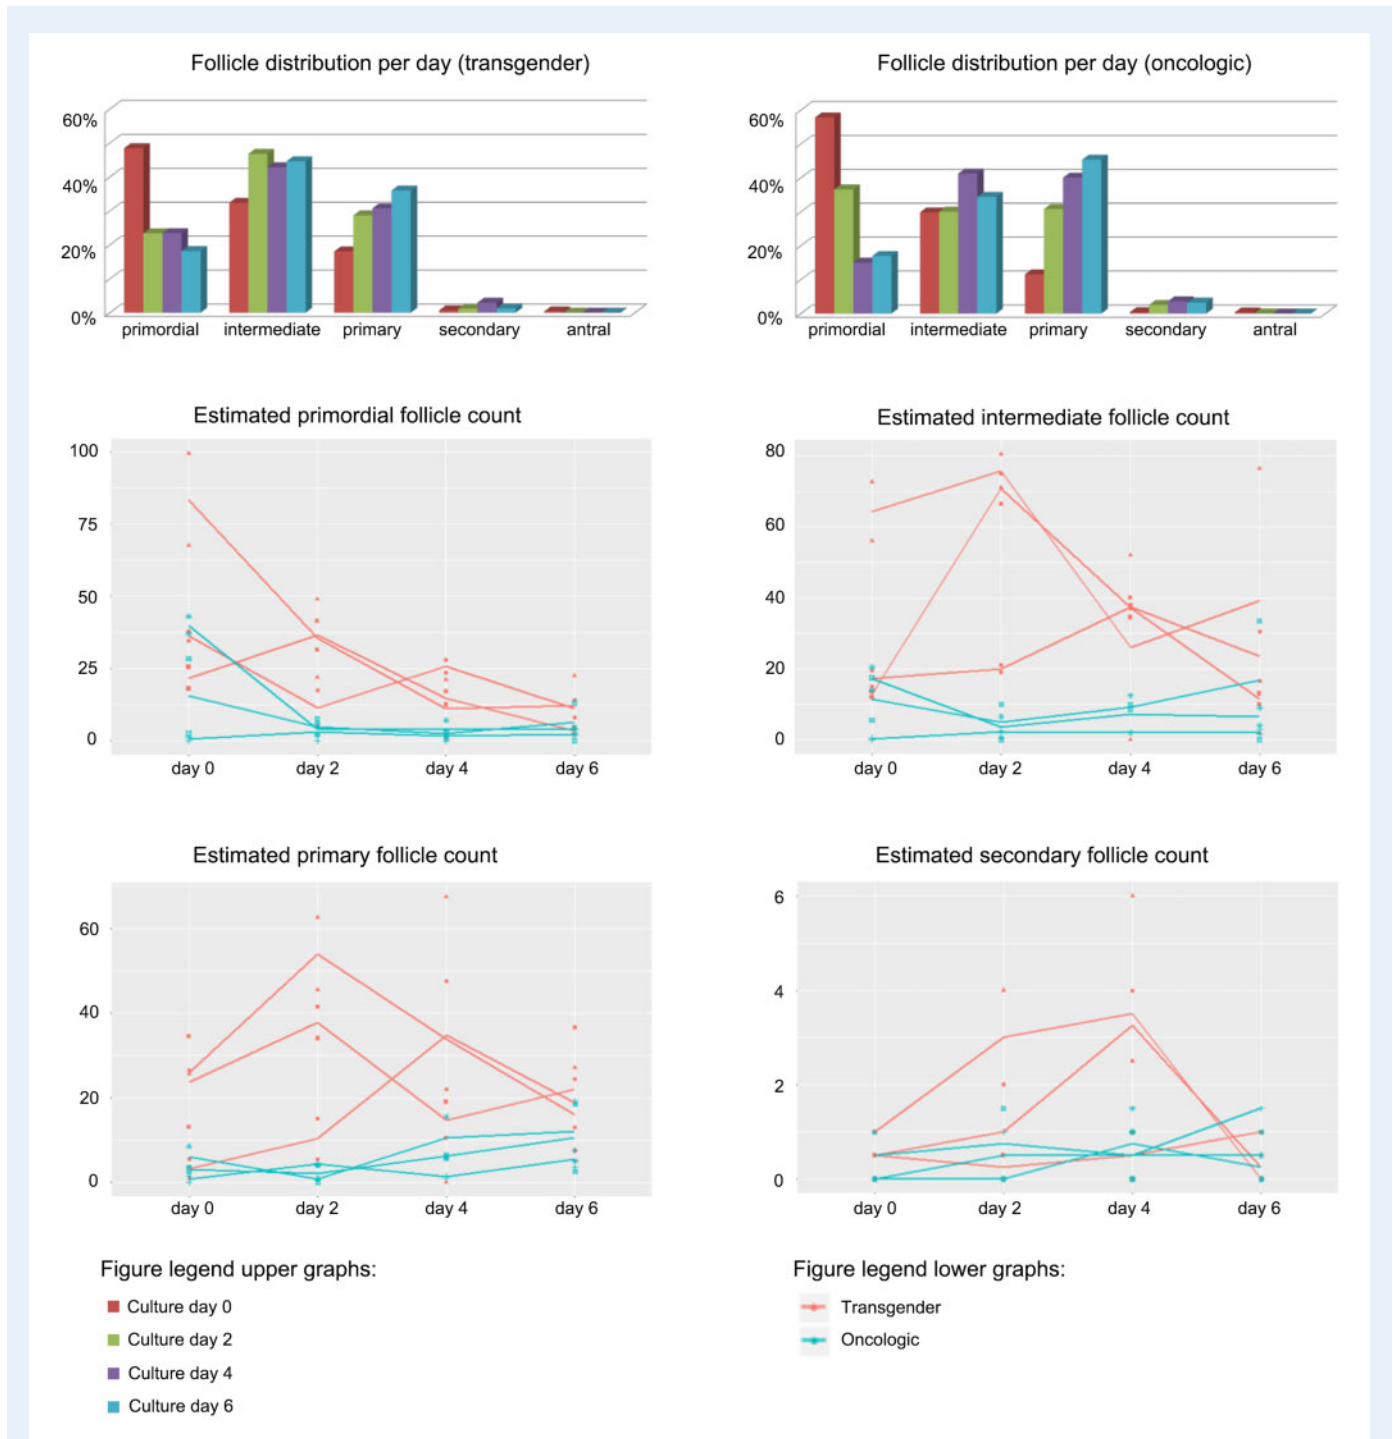 Follicle distribution per day (transgender)
60%
40%
20%
0%
primordial intermediate primary secondary antral
Follicle distribution per day (oncologic)
60%
40%
20%
0%
primordial intermediate primary secondary antral
Estimated primordial follicle count
100
75
50
25
0
day 0 day 2 day 4 day 6
Estimated intermediate follicle count
80
60
40
20
0
day 0 day 2 day 4 day 6
Estimated primary follicle count
60
40
20
0
day 0 day 2 day 4 day 6
Estimated secondary follicle count
6
4
2
0
day 0 day 2 day 4 day 6
Figure legend upper graphs:
Culture day 0
Culture day 2
Culture day 4
Culture day 6
Figure legend lower graphs:
Transgender
Oncologic